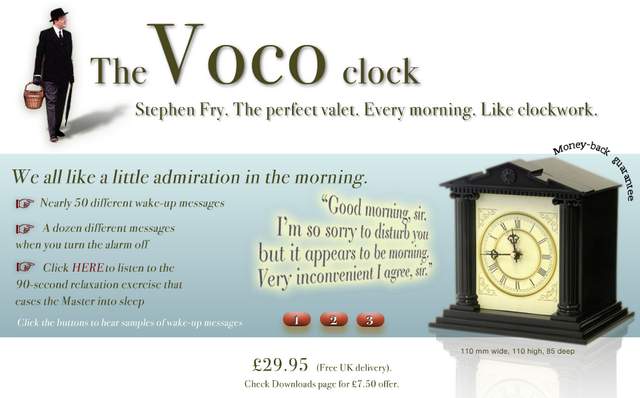 The Voco clock
Stephen Fry. The perfect valet. Every morning. Like clockwork.
Money-back guarantee
We all like a little admiration in the morning.
Nearly 50 different wake-up messages
A dozen different messages
when you turn the alarm off
Click HERE to listen to the
90-second relaxation exercise that
eases the Master into sleep
Click the buttons to hear samples of wake-up messages
“Good morning, sir.
I'm so sorry to disturb you
but it appears to be morning.
Very inconvenient I agree, sir.”
1 2 3
110 mm wide, 110 high, 85 deep
£29.95 (Free UK delivery).
Check Downloads page for £7.50 offer.